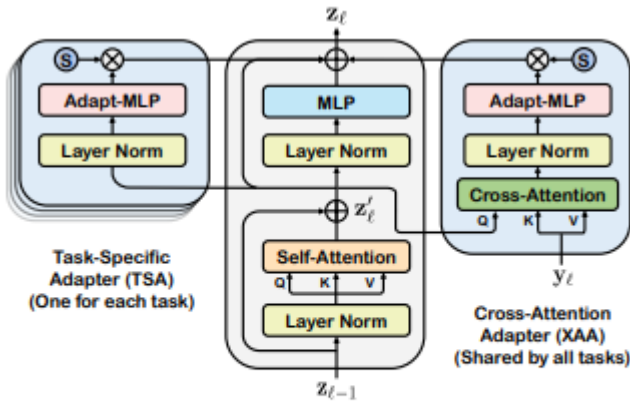 z_ℓ
S
Adapt-MLP
Layer Norm
Task-Specific
Adapter (TSA)
(One for each task)
MLP
Layer Norm
z'_ℓ
Self-Attention
Q K V
Layer Norm
z_{ℓ-1}
S
Adapt-MLP
Layer Norm
Cross-Attention
Q K V
y_ℓ
Cross-Attention
Adapter (XAA)
(Shared by all tasks)